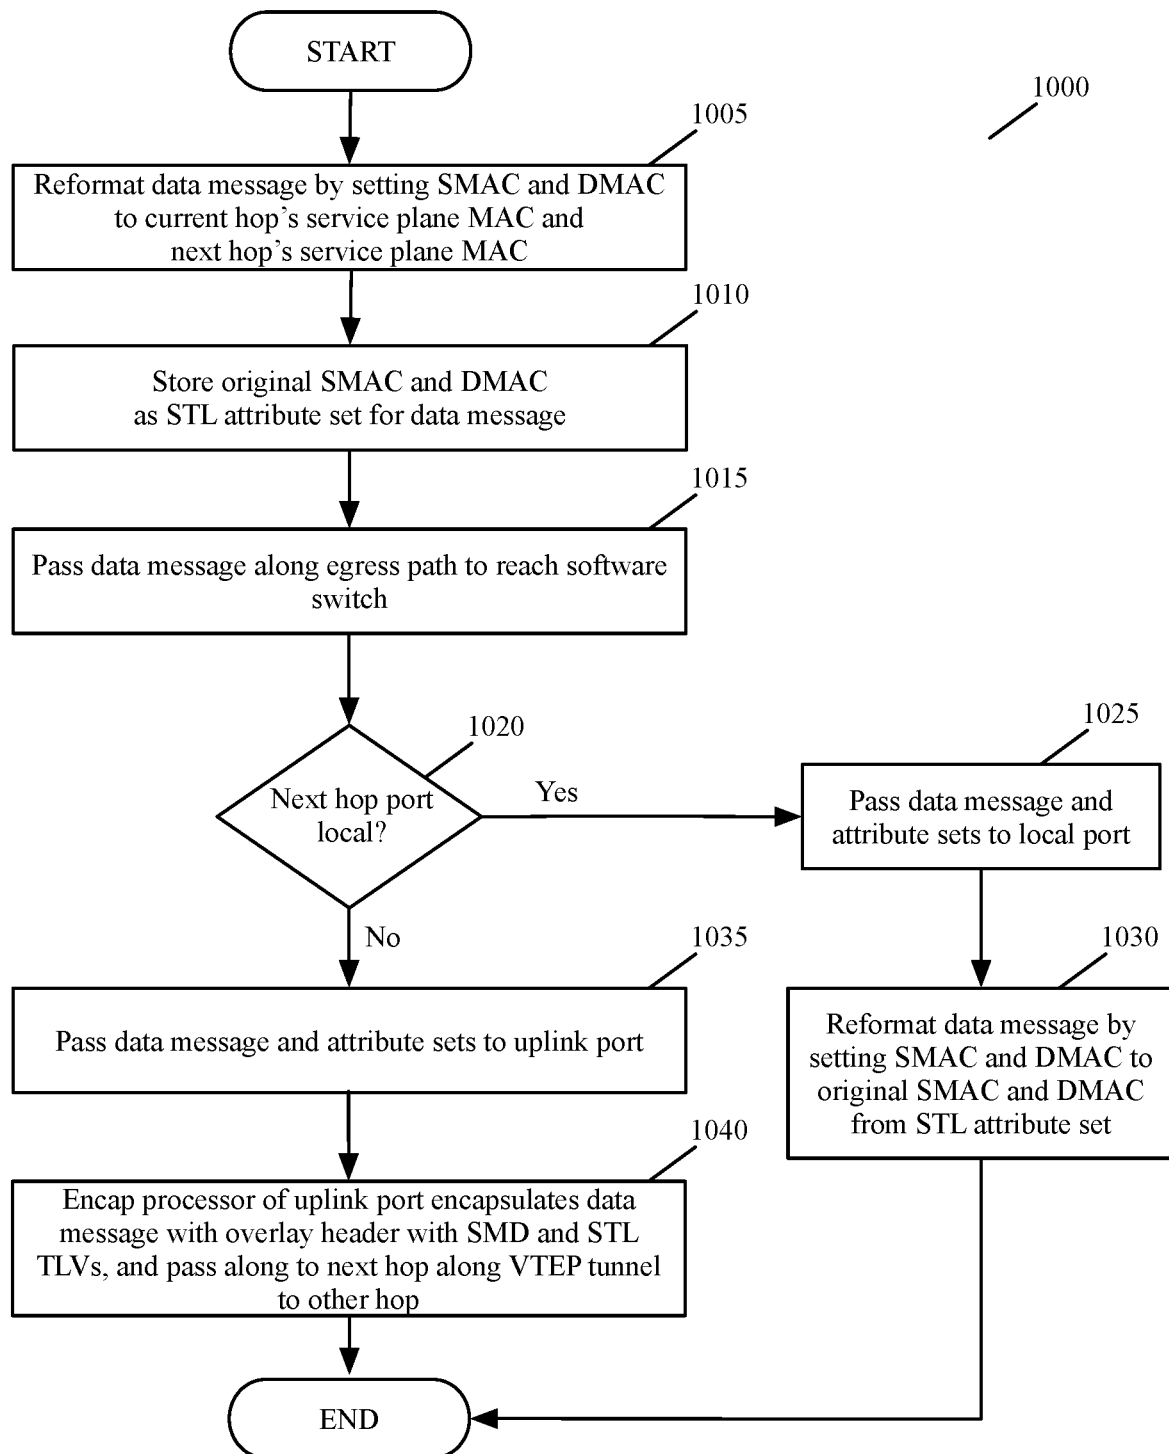 START
1000
1005
Reformat data message by setting SMAC and DMAC
to current hop’s service plane MAC and
next hop’s service plane MAC
1010
Store original SMAC and DMAC
as STL attribute set for data message
1015
Pass data message along egress path to reach software
switch
1020
Next hop port
local?
Yes
1025
Pass data message and
attribute sets to local port
No
1035
Pass data message and attribute sets to uplink port
1030
Reformat data message by
setting SMAC and DMAC to
original SMAC and DMAC
from STL attribute set
1040
Encap processor of uplink port encapsulates data
message with overlay header with SMD and STL
TLVs, and pass along to next hop along VTEP tunnel
to other hop
END